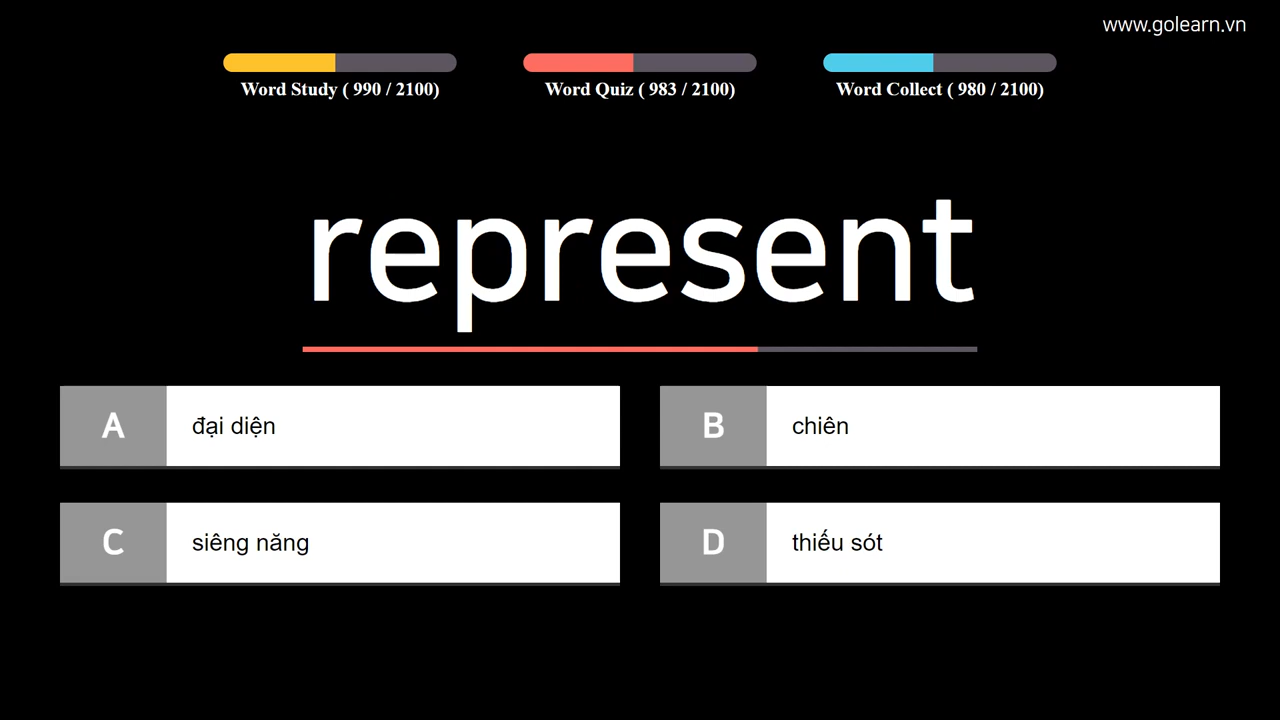 www.golearn.vn
Word Study ( 990 / 2100)
Word Quiz ( 983 / 2100)
Word Collect ( 980 / 2100)
represent
A đại diện
B chiên
C siêng năng
D thiếu sót